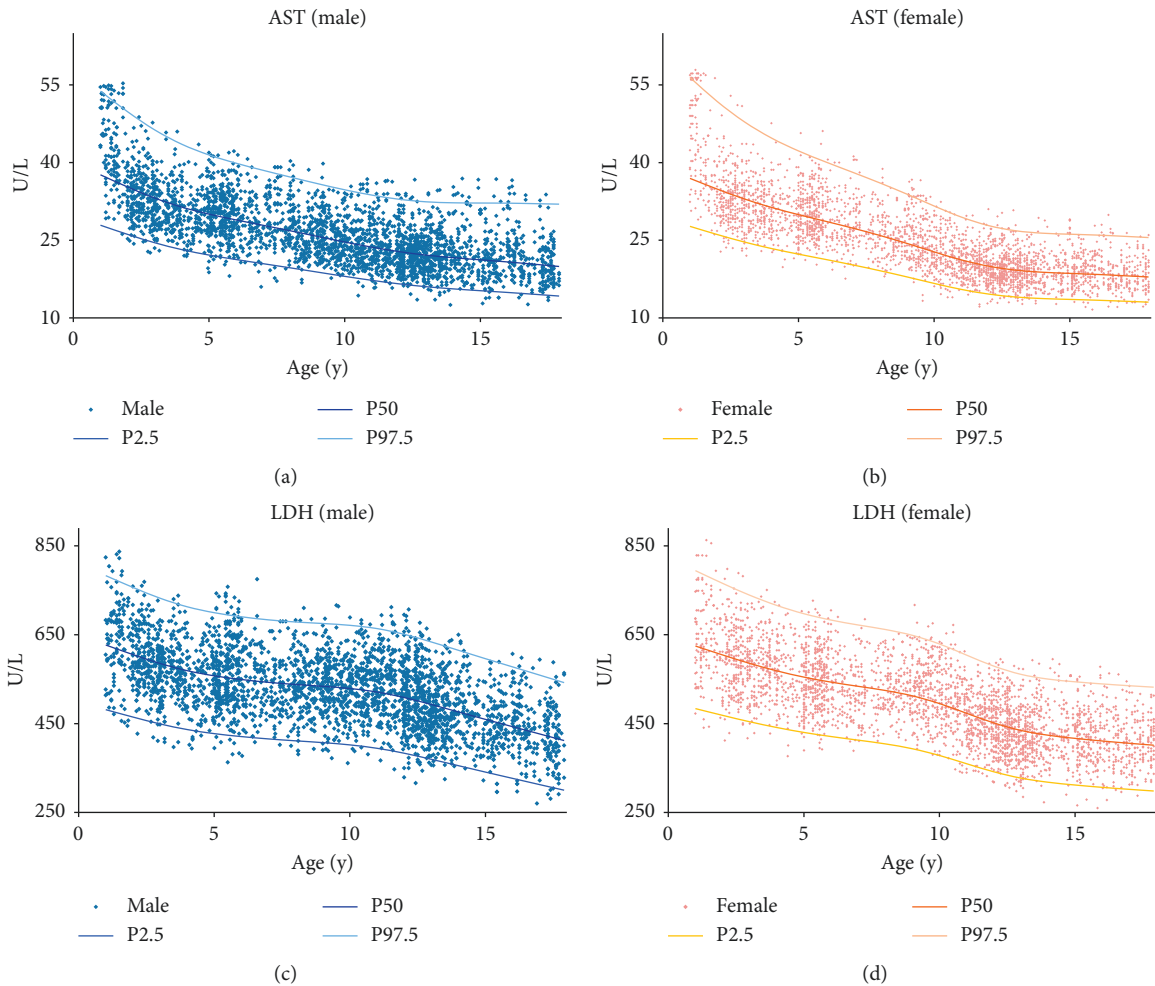 AST (male)
55
40
25
10
U/L
0
5
10
15
Age (y)
Male
P50
P2.5
P97.5
(a)
AST (female)
55
40
25
10
U/L
0
5
10
15
Age (y)
Female
P50
P2.5
P97.5
(b)
LDH (male)
850
650
450
250
U/L
0
5
10
15
Age (y)
Male
P50
P2.5
P97.5
(c)
LDH (female)
850
650
450
250
U/L
0
5
10
15
Age (y)
Female
P50
P2.5
P97.5
(d)